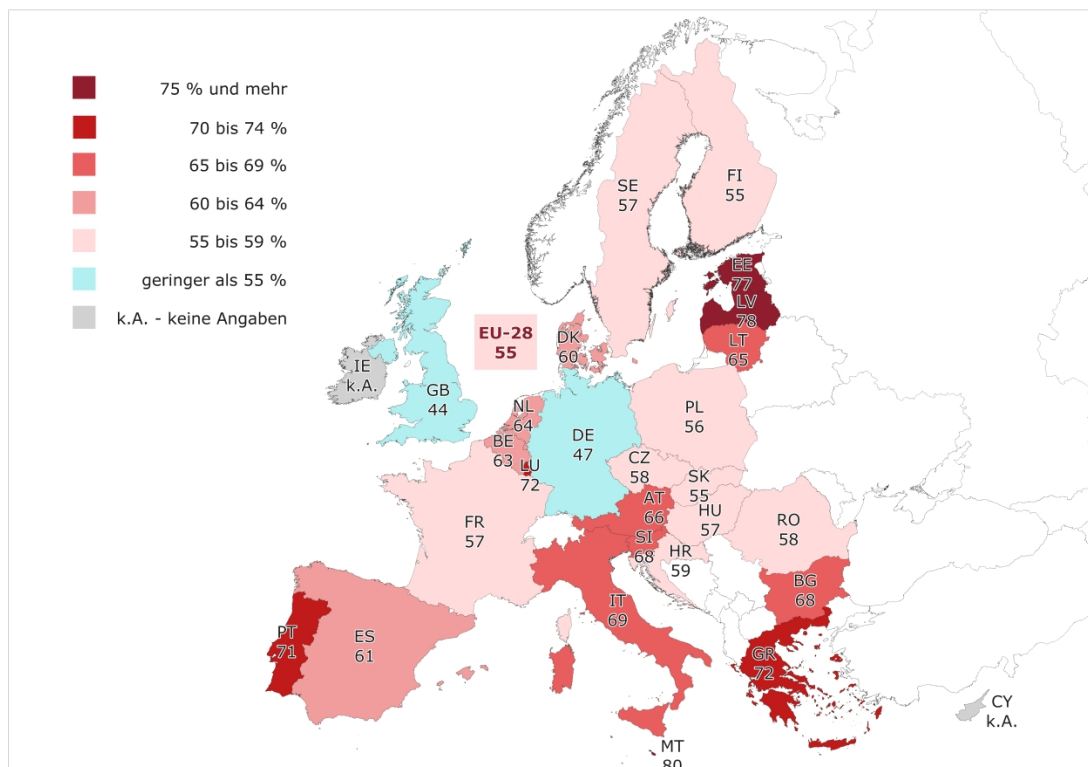 75 % und mehr
70 bis 74 %
65 bis 69 %
60 bis 64 %
55 bis 59 %
geringer als 55 %
k.A. - keine Angaben
EU-28
55
SE
57
FI
55
EE
77
LV
78
LT
65
DK
60
IE
k.A.
GB
44
NL
64
BE
63
LU
72
DE
47
PL
56
CZ
58
SK
55
AT
66
HU
57
SI
68
HR
59
RO
58
FR
57
BG
68
IT
69
PT
71
ES
61
GR
72
CY
k.A.
MT
80